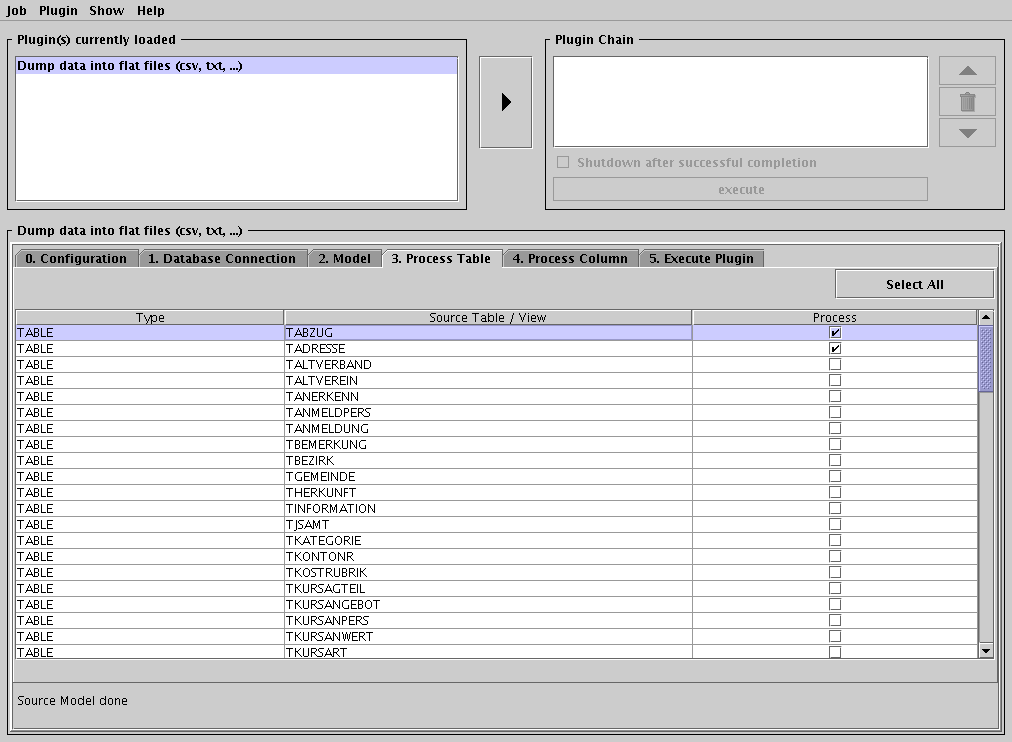 Job Plugin Show Help
Plugin(s) currently loaded
Dump data into flat files (csv, txt, ...)
Plugin Chain
Shutdown after successful completion
execute
Dump data into flat files (csv, txt, ...)
0. Configuration 1. Database Connection 2. Model 3. Process Table 4. Process Column 5. Execute Plugin
Select All
Type Source Table / View Process
TABLE TABZUG
TABLE TADRESSE
TABLE TALTVERBAND
TABLE TALTVEREIN
TABLE TANERKENN
TABLE TANMELDPERS
TABLE TANMELDUNG
TABLE TBEMERKUNG
TABLE TBEZIRK
TABLE TGEMEINDE
TABLE THERKUNFT
TABLE TINFORMATION
TABLE TJSAMT
TABLE TKATEGORIE
TABLE TKONTONR
TABLE TKOSTRUBRIK
TABLE TKURSAGTEIL
TABLE TKURSANGEBOT
TABLE TKURSANPERS
TABLE TKURSANWERT
TABLE TKURSART
Source Model done